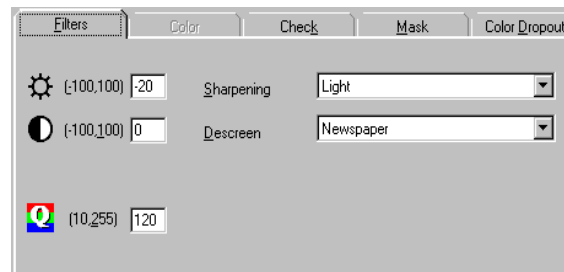 Filters Color Check Mask Color Dropout
(-100,100) -20 Sharpening Light
(-100,100) 0 Descreen Newspaper
Q (10,255) 120